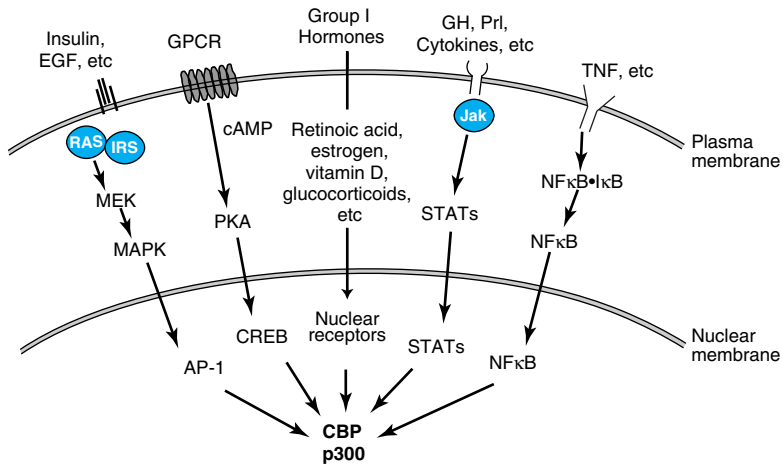 Insulin,
EGF, etc
GPCR
Group I
Hormones
GH, Prl,
Cytokines, etc
TNF, etc
RAS
IRS
cAMP
Retinoic acid,
estrogen,
vitamin D,
glucocorticoids,
etc
Jak
Plasma
membrane
MEK
MAPK
PKA
STATs
NFκB•IκB
NFκB
CREB
Nuclear
receptors
STATs
Nuclear
membrane
AP-1
NFκB
CBP
p300